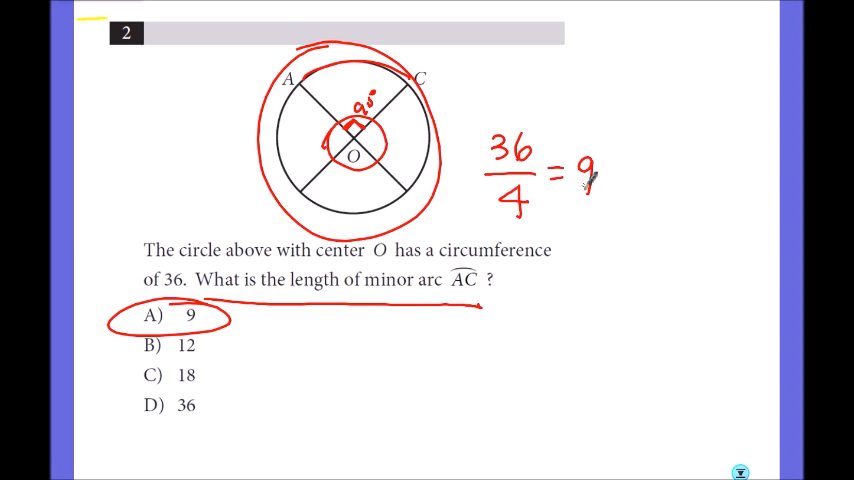 2
A
C
90°
O
36
4
= 9
The circle above with center O has a circumference
of 36. What is the length of minor arc AC ?
A) 9
B) 12
C) 18
D) 36